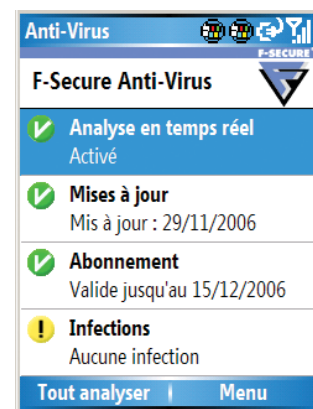 Anti-Virus
F-SECURE
F-Secure Anti-Virus
Analyse en temps réel
Activé
Mises à jour
Mis à jour : 29/11/2006
Abonnement
Valide jusqu'au 15/12/2006
Infections
Aucune infection
Tout analyser
Menu